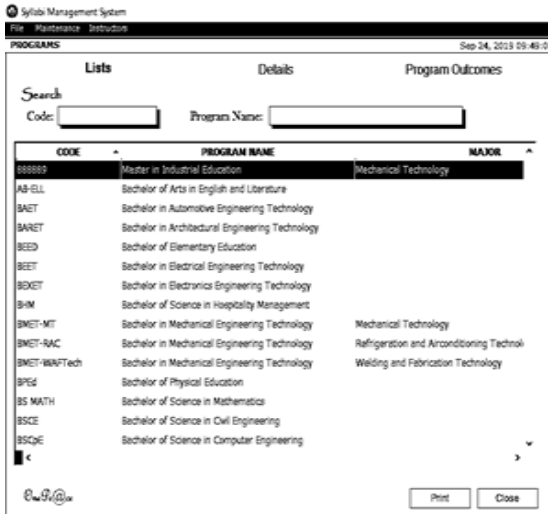 Syllabi Management System
File Maintenance Instructors
PROGRAMS Sep 24, 2019 09:49:0
Lists Details Program Outcomes
Search
Code: Program Name:
CODE PROGRAM NAME MAJOR
888889 Master in Industrial Education Mechanical Technology
AB-ELL Bachelor of Arts in English and Literature
BAET Bachelor in Automotive Engineering Technology
BARET Bachelor in Architectural Engineering Technology
BEED Bachelor of Elementary Education
BEET Bachelor in Electrical Engineering Technology
BEXET Bachelor in Electronics Engineering Technology
BHM Bachelor of Science in Hospitality Management
BMET-MT Bachelor in Mechanical Engineering Technology Mechanical Technology
BMET-RAC Bachelor in Mechanical Engineering Technology Refrigeration and Airconditioning Technol
BMET-WAFTech Bachelor in Mechanical Engineering Technology Welding and Fabrication Technology
BPEd Bachelor of Physical Education
BS MATH Bachelor of Science in Mathematics
BSCE Bachelor of Science in Civil Engineering
BSCpE Bachelor of Science in Computer Engineering
Print Close